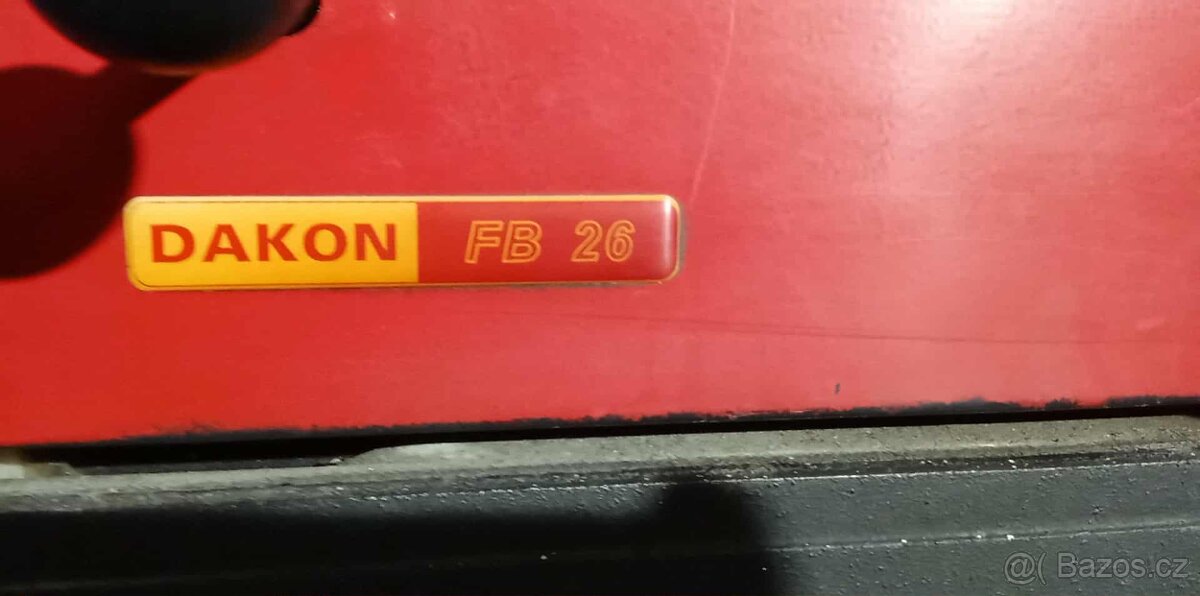 DAKON FB 26
@( Bazos.cz